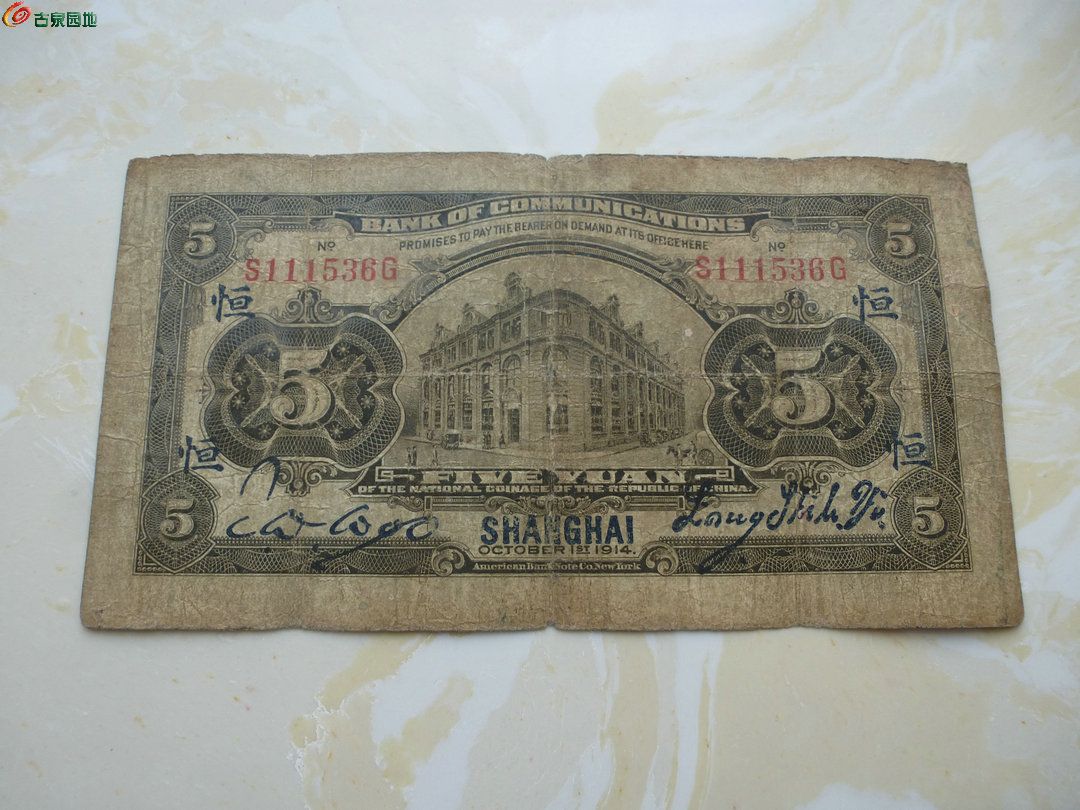 古泉园地
5 BANK OF COMMUNICATIONS 5
PROMISES TO PAY THE BEARER ON DEMAND AT ITS OFFICE HERE
Nº Nº
S111536G S111536G
恒 恒
5 5
恒 恒
5 FIVE YUAN 5
OF THE NATIONAL COINAGE OF THE REPUBLIC OF CHINA.
5 5
SHANGHAI
OCTOBER 1ST 1914.
American Bank Note Co. New York